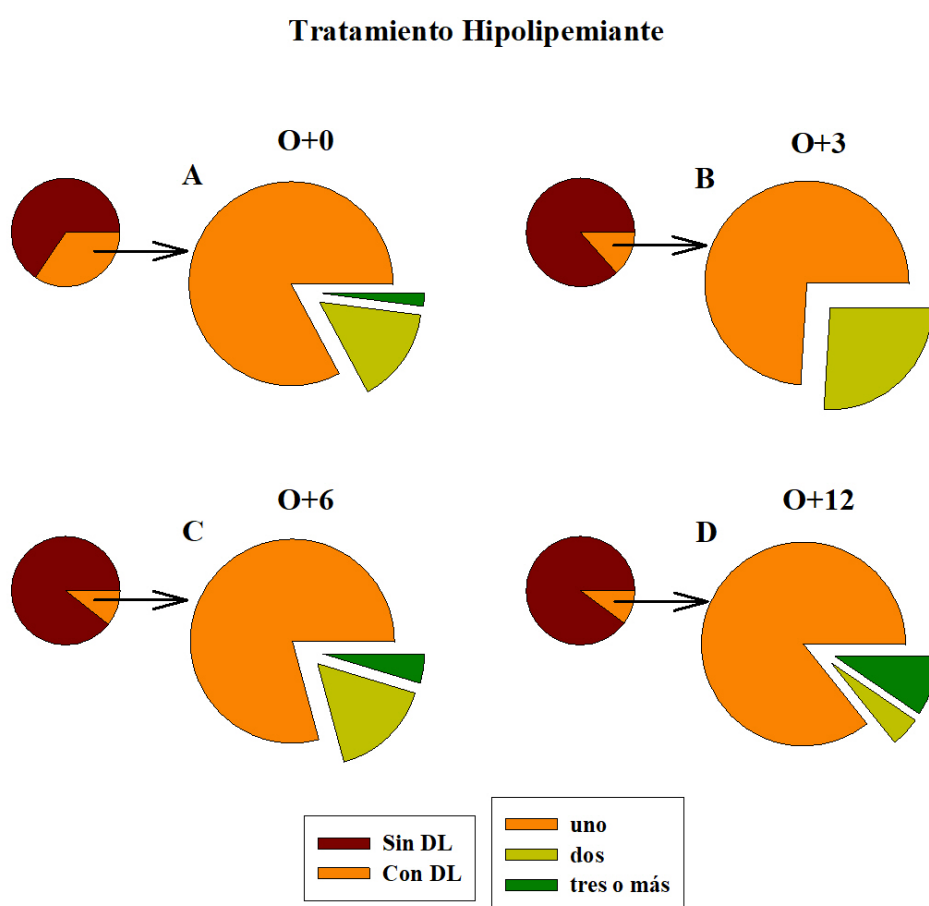 Tratamiento Hipolipemiante
O+0
A
O+3
B
O+6
C
O+12
D
Sin DL
Con DL
uno
dos
tres o más